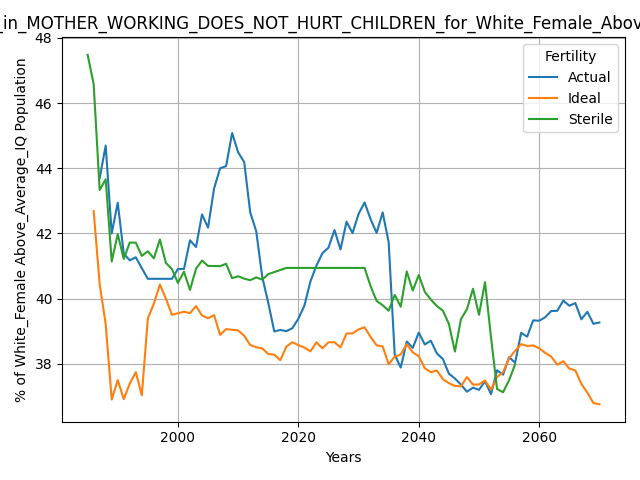 _in_MOTHER_WORKING_DOES_NOT_HURT_CHILDREN_for_White_Female_Abov
% of White_Female Above_Average_IQ Population
48
46
44
42
40
38
2000
2020
2040
2060
Years
Fertility
Actual
Ideal
Sterile